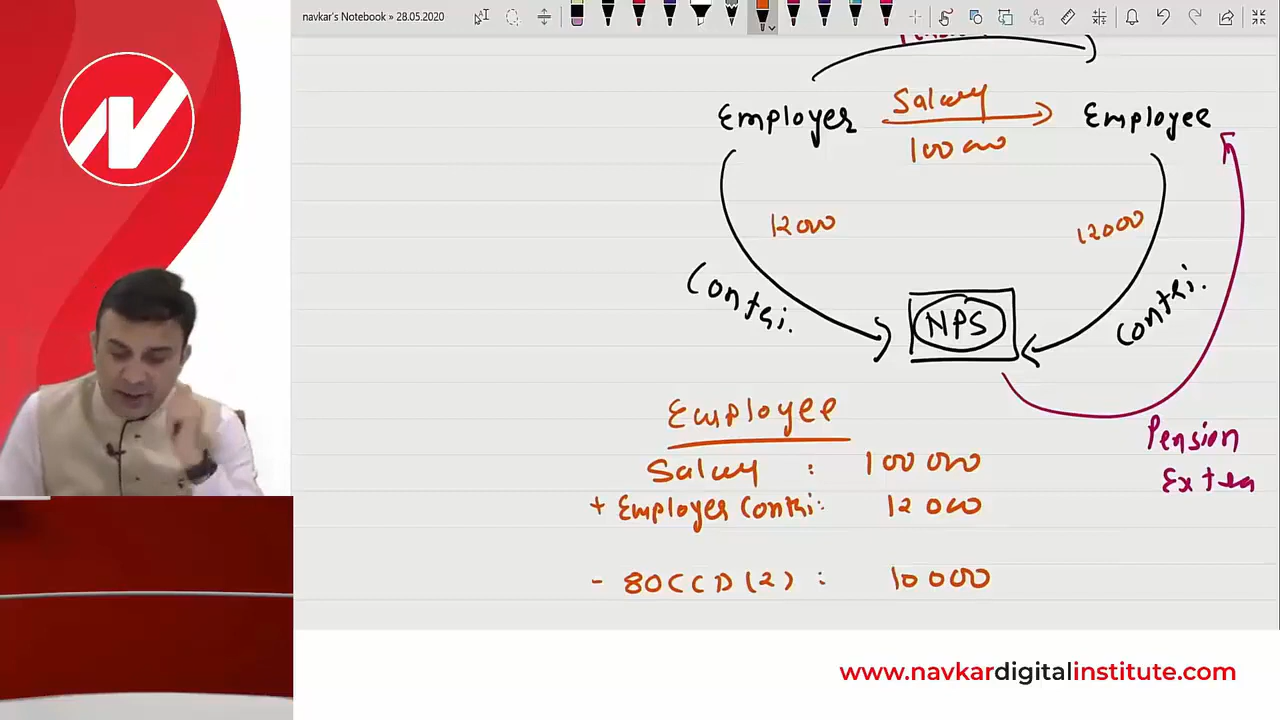 navkar's Notebook » 28.05.2020
Employer Salary Employee
100000
12000 12000
Contri. Contri.
NPS
Employee
Pension
Extra
Salary : 100000
+ Employer Contri: 12000
- 80CCD(2) : 10000
www.navkardigitalinstitute.com